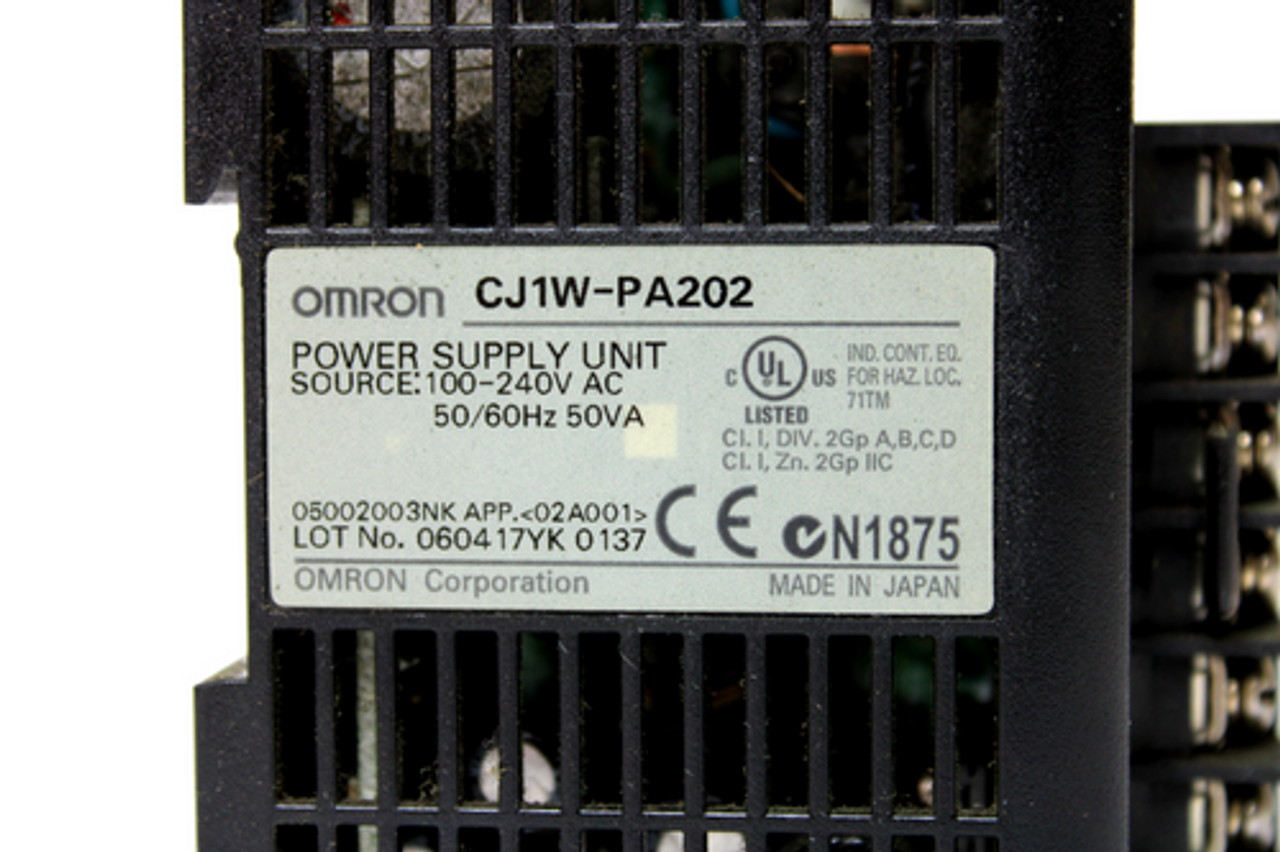 OMRON CJ1W-PA202
POWER SUPPLY UNIT
SOURCE: 100-240V AC
50/60Hz 50VA
C UL US
LISTED
IND. CONT. EQ.
FOR HAZ. LOC.
71TM
Cl. I, DIV. 2Gp A,B,C,D
Cl. I, Zn. 2Gp IIC
05002003NK APP.<02A001>
LOT No. 060417YK 0137
CE
N1875
OMRON Corporation
MADE IN JAPAN